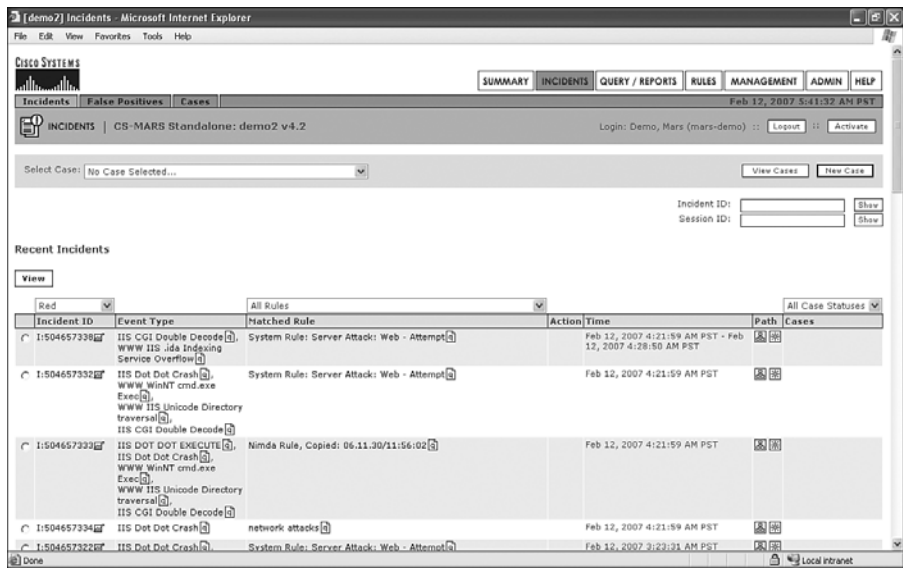 [demo2] Incidents - Microsoft Internet Explorer
File Edit View Favorites Tools Help
CISCO SYSTEMS
SUMMARY INCIDENTS QUERY / REPORTS RULES MANAGEMENT ADMIN HELP
Incidents False Positives Cases Feb 12, 2007 5:41:32 AM PST
INCIDENTS | CS-MARS Standalone: demo2 v4.2 Login: Demo, Mars (mars-demo) :: Logout :: Activate
Select Case: No Case Selected... View Cases New Case
Incident ID: Show
Session ID: Show
Recent Incidents
View
Red All Rules All Case Statuses
Incident ID Event Type Matched Rule Action Time Path Cases
I:504657338 IIS CGI Double Decode q, System Rule: Server Attack: Web - Attempt q Feb 12, 2007 4:21:59 AM PST - Feb
WWW IIS .ida Indexing 12, 2007 4:28:50 AM PST
Service Overflow q
I:504657332 IIS Dot Dot Crash q, System Rule: Server Attack: Web - Attempt q Feb 12, 2007 4:21:59 AM PST
WWW WinNT cmd.exe
Exec q,
WWW IIS Unicode Directory
traversal q,
IIS CGI Double Decode q
I:504657333 IIS DOT DOT EXECUTE q, Nimda Rule, Copied: 06.11.30/11:56:02 q Feb 12, 2007 4:21:59 AM PST
IIS Dot Dot Crash q,
WWW WinNT cmd.exe
Exec q,
WWW IIS Unicode Directory
traversal q,
IIS CGI Double Decode q
I:504657334 IIS Dot Dot Crash q network attacks q Feb 12, 2007 4:21:59 AM PST
I:504657322 IIS Dot Dot Crash q, System Rule: Server Attack: Web - Attempt q Feb 12, 2007 3:23:31 AM PST
Done Local intranet